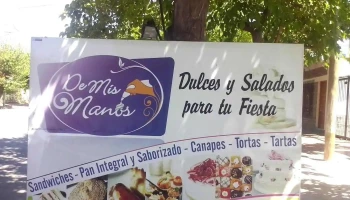 De Mis
Manos
Dulces y Salados
para tu Fiesta
Sandwiches - Pan Integral y Saborizado - Canapes - Tortas - Tartas